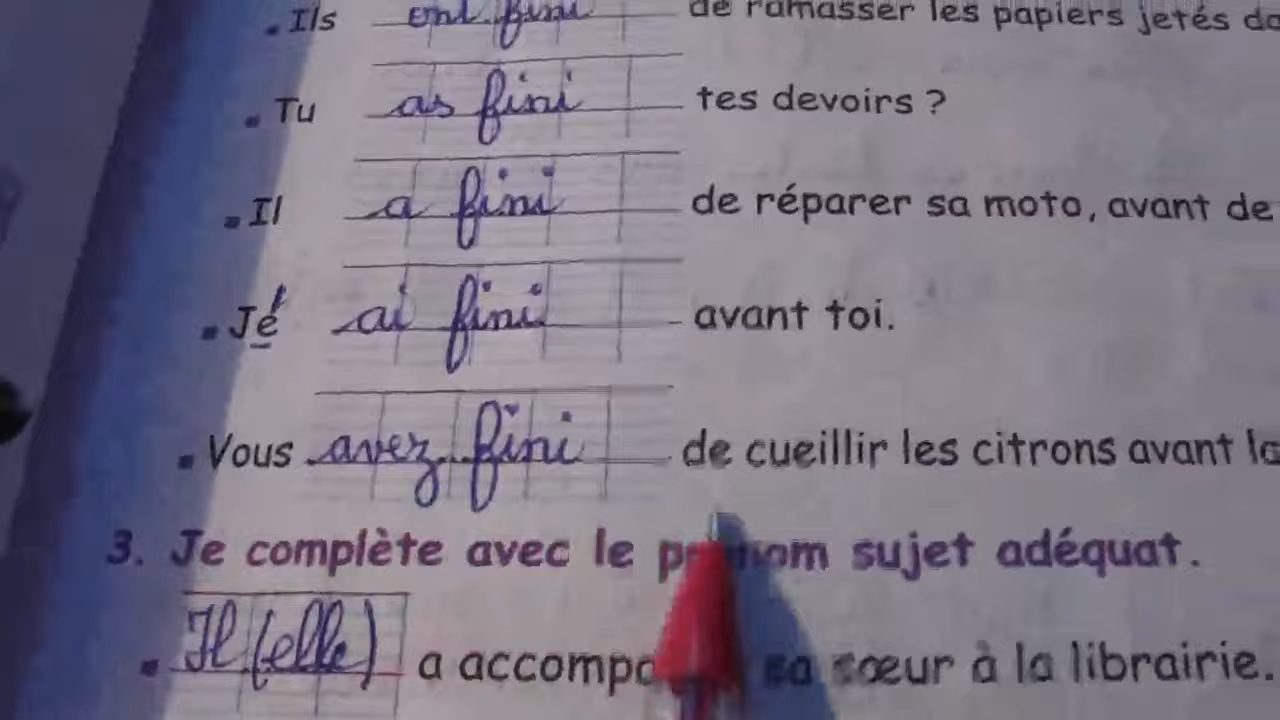 . Ils ont fini de ramasser les papiers jetés da
. Tu as fini tes devoirs ?
. Il a fini de réparer sa moto, avant de
. J' ai fini avant toi.
. Vous avez fini de cueillir les citrons avant la
3. Je complète avec le pronom sujet adéquat.
. Il (elle) a accompa sa sœur à la librairie.